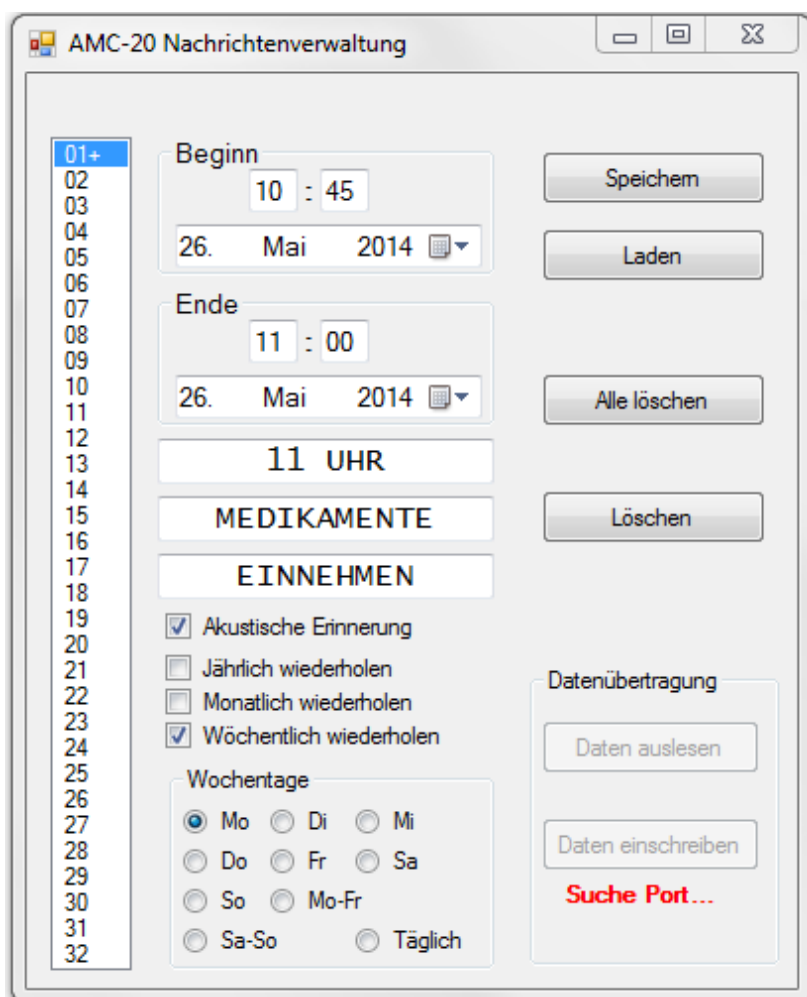 AMC-20 Nachrichtenverwaltung
01+
02
03
04
05
06
07
08
09
10
11
12
13
14
15
16
17
18
19
20
21
22
23
24
25
26
27
28
29
30
31
32
Beginn
10 : 45
26. Mai 2014
Ende
11 : 00
26. Mai 2014
11 UHR
MEDIKAMENTE
EINNEHMEN
Akustische Erinnerung
Jährlich wiederholen
Monatlich wiederholen
Wöchentlich wiederholen
Wochentage
Mo Di Mi
Do Fr Sa
So Mo-Fr
Sa-So Täglich
Speichern
Laden
Alle löschen
Löschen
Datenübertragung
Daten auslesen
Daten einschreiben
Suche Port...